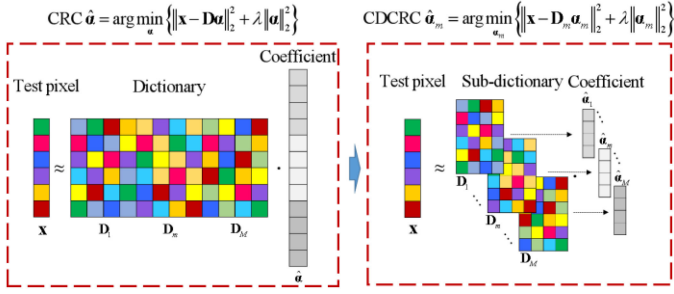 CRC α̂ = arg min_α {‖x − Dα‖₂² + λ‖α‖₂²}
CDCRC α̂_m = arg min_{α_m} {‖x − D_m α_m‖₂² + λ‖α_m‖₂²}
Coefficient
Test pixel
Dictionary
≈
·
x
D₁
D_m
D_M
α̂
Test pixel
Sub-dictionary
Coefficient
α̂₁
α̂_m
α̂_M
≈
x
D₁
D_m
D_M